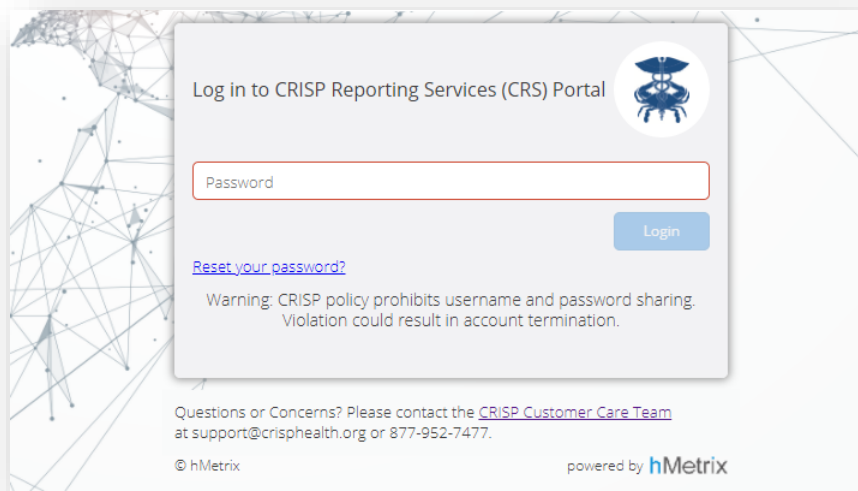 Log in to CRISP Reporting Services (CRS) Portal
Password
Login
Reset your password?
Warning: CRISP policy prohibits username and password sharing.
Violation could result in account termination.
Questions or Concerns? Please contact the CRISP Customer Care Team
at support@crisphealth.org or 877-952-7477.
© hMetrix
powered by hMetrix